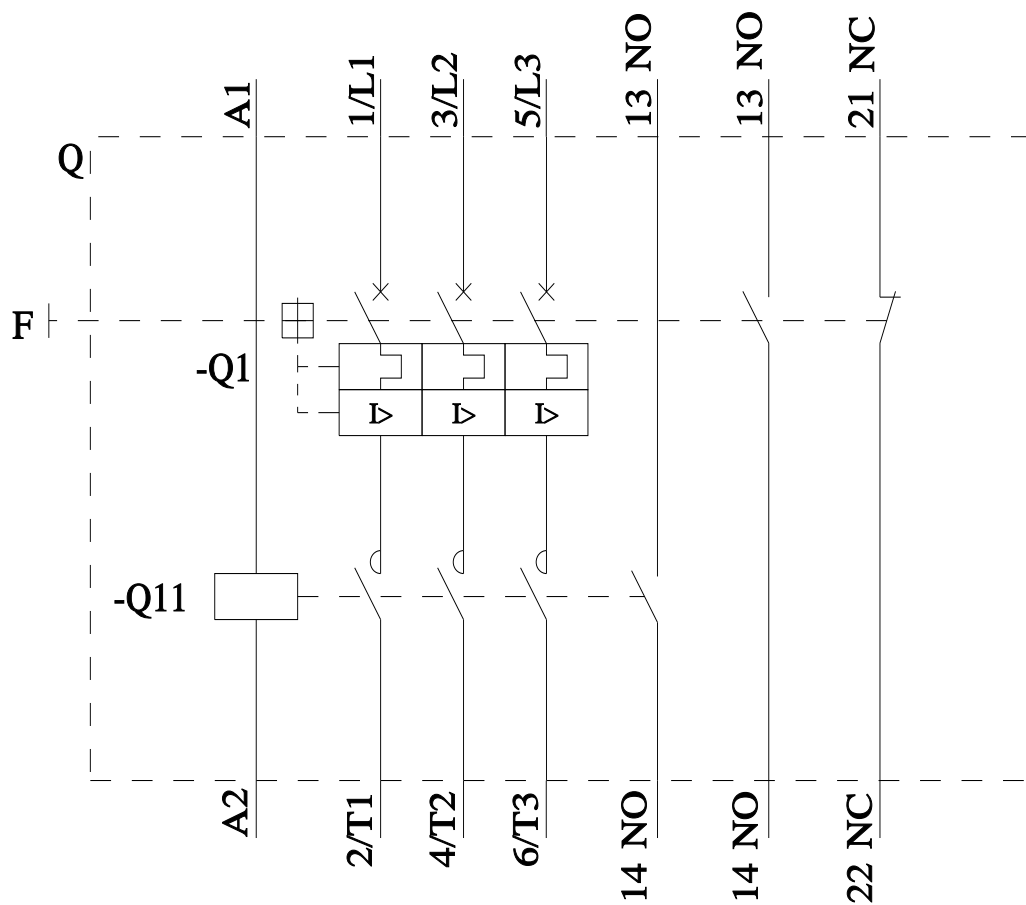 A1
1/L1
3/L2
5/L3
13 NO
13 NO
21 NC
Q
F
-Q1
I>
I>
I>
-Q11
A2
2/T1
4/T2
6/T3
14 NO
14 NO
22 NC